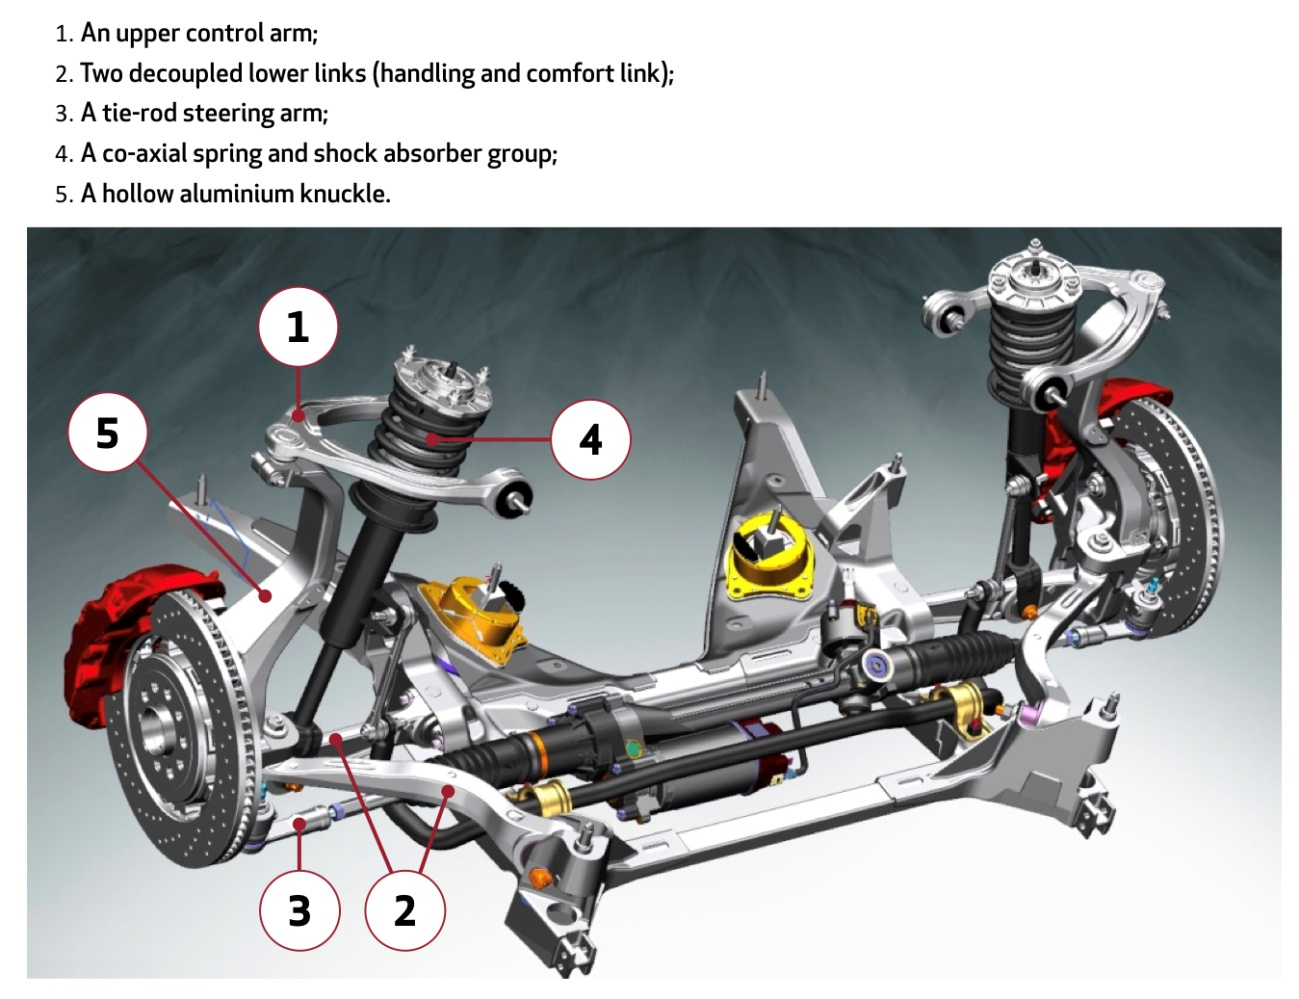 1. An upper control arm;
2. Two decoupled lower links (handling and comfort link);
3. A tie-rod steering arm;
4. A co-axial spring and shock absorber group;
5. A hollow aluminium knuckle.
1
5
4
3
2